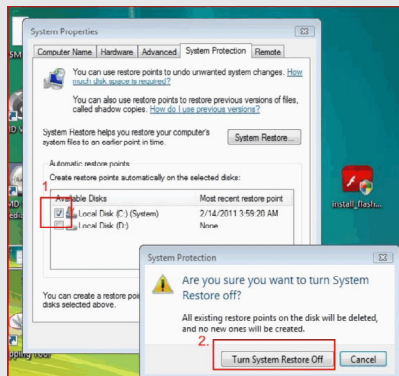 System Properties
Computer Name
Hardware
Advanced
System Protection
Remote
You can use restore points to undo unwanted system changes. How
much disk space is required?
You can also use restore points to restore previous versions of files,
called shadow copies. How do I use previous versions?
System Restore helps you restore your computer's
system files to an earlier point in time.
System Restore...
Automatic restore points
Create restore points automatically on the selected disks:
1
Available Disks
Most recent restore point
Local Disk (C:) (System)
2/14/2011 3:59:20 AM
Local Disk (D:)
None
You can create a restore poi
disks selected above.
install_flash...
System Protection
Are you sure you want to turn System
Restore off?
All existing restore points on the disk will be deleted,
and no new ones will be created.
2.
Turn System Restore Off
Cancel